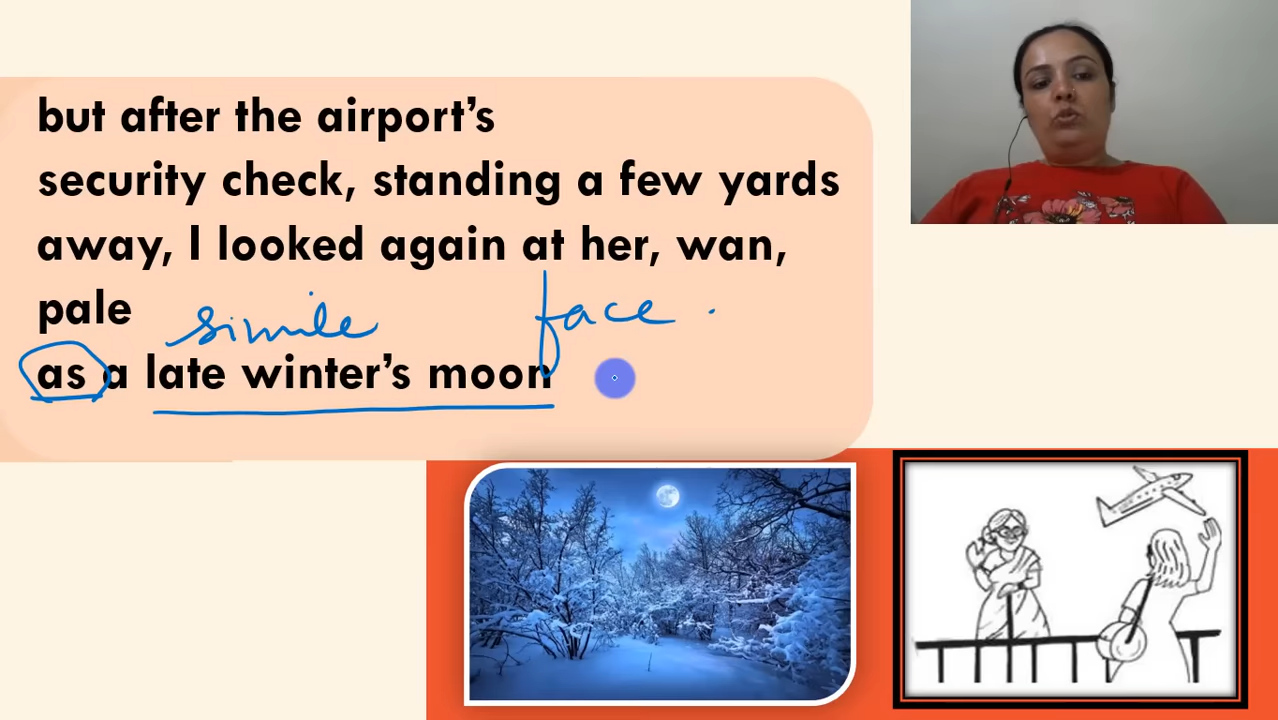 but after the airport’s
security check, standing a few yards
away, I looked again at her, wan,
pale
simile face.
as a late winter’s moon